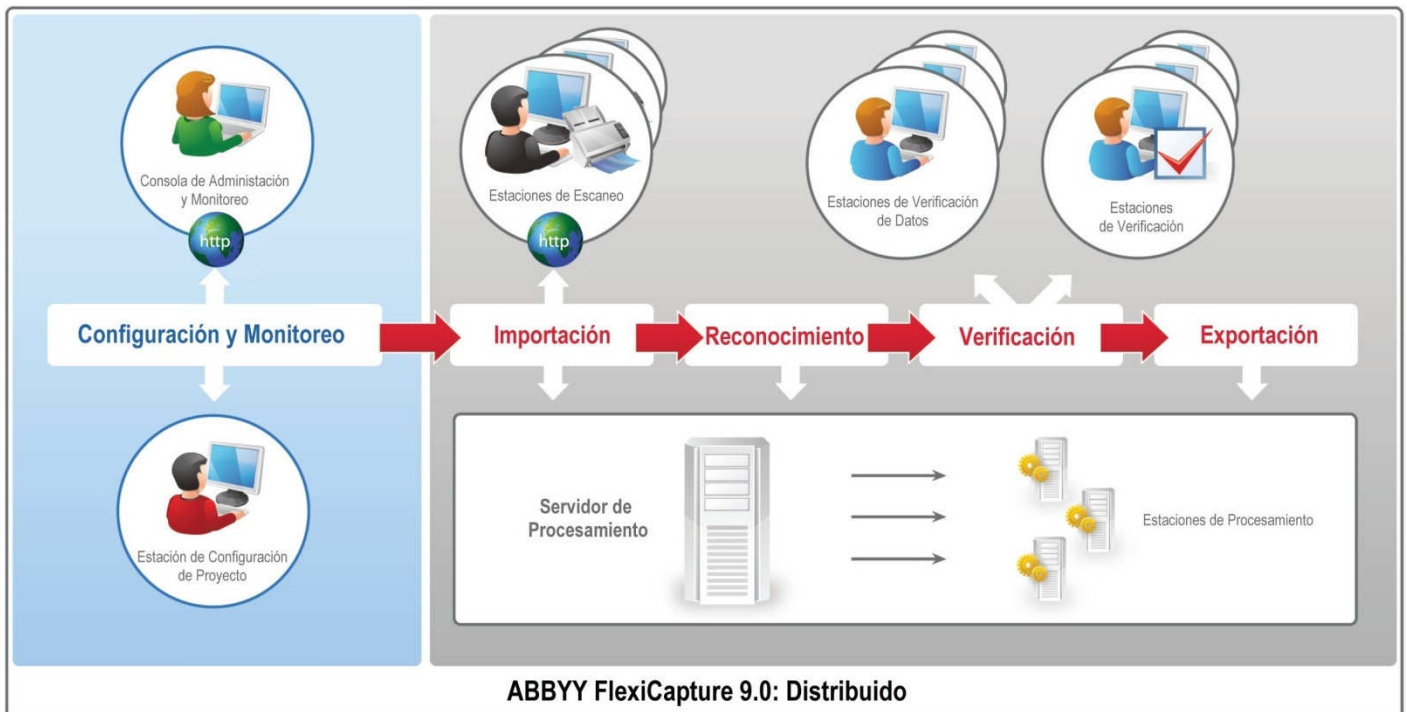 Consola de Administación
y Monitoreo
http
Estaciones de Escaneo
http
Estaciones de Verificación
de Datos
Estaciones
de Verificación
Configuración y Monitoreo
Importación
Reconocimiento
Verificación
Exportación
Estación de Configuración
de Proyecto
Servidor de
Procesamiento
Estaciones de Procesamiento
ABBYY FlexiCapture 9.0: Distribuido